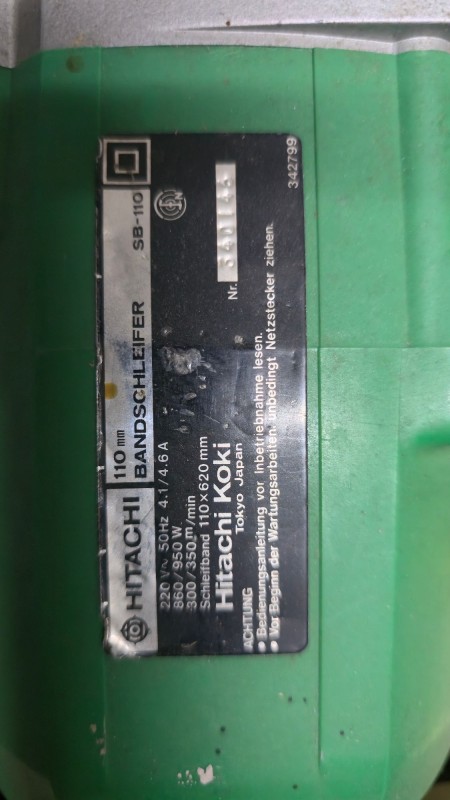 HITACHI
110 mm
BANDSCHLEIFER SB-110
220 V~ 50Hz 4.1/4.6 A
860/950 W
300/350 m/min
Schleifband 110×620 mm
Hitachi Koki
Tokyo Japan
Nr.
ACHTUNG
• Bedienungsanleitung vor Inbetriebnahme lesen.
• Vor Beginn der Wartungsarbeiten unbedingt Netzstecker ziehen.
342799